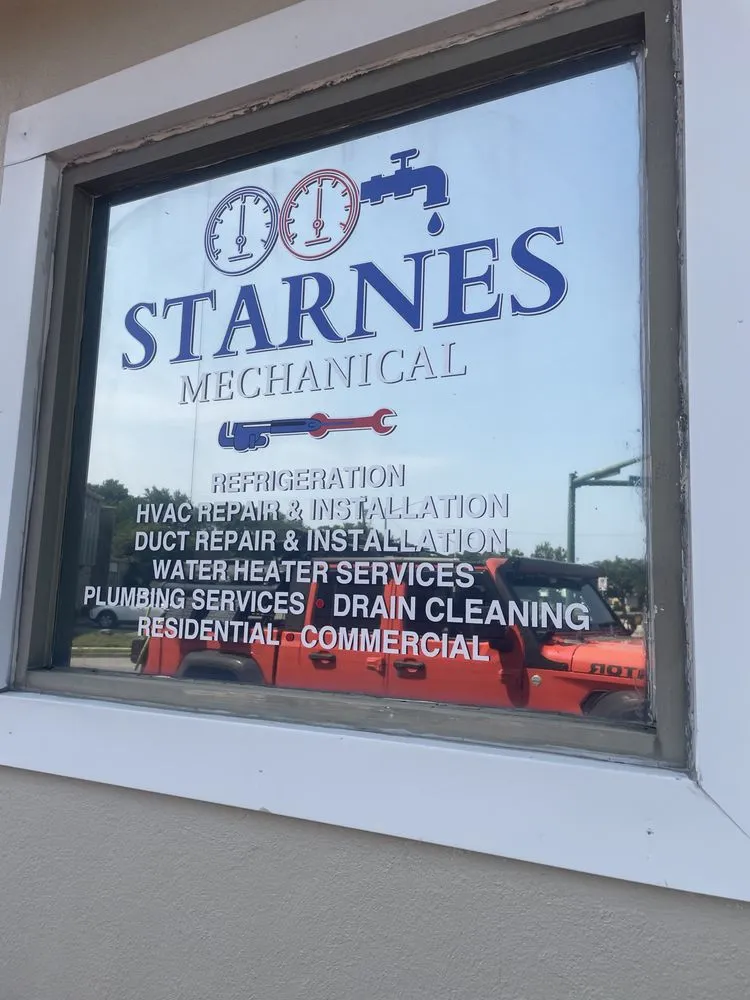 STARNES
MECHANICAL
REFRIGERATION
HVAC REPAIR & INSTALLATION
DUCT REPAIR & INSTALLATION
WATER HEATER SERVICES
PLUMBING SERVICES DRAIN CLEANING
RESIDENTIAL COMMERCIAL